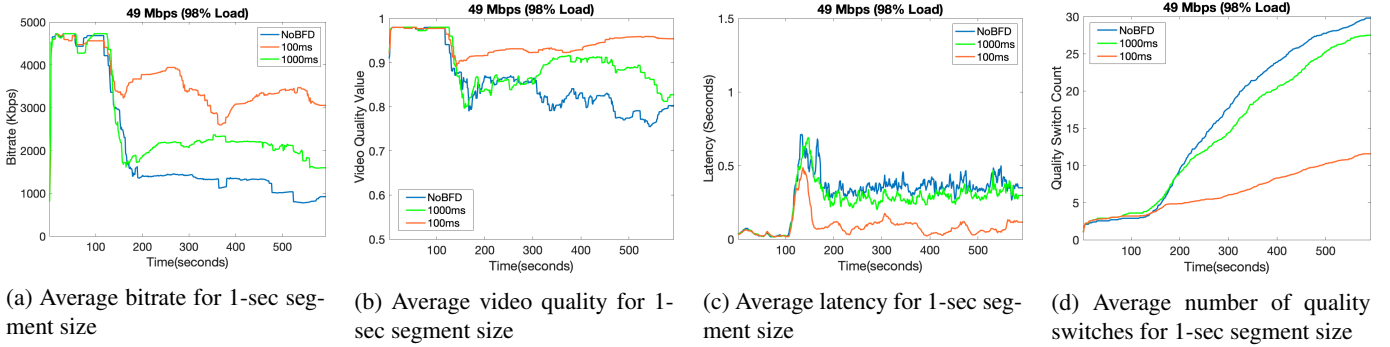 49 Mbps (98% Load)
5000
4000
3000
2000
1000
0
Bitrate (Kbps)
100 200 300 400 500
Time(seconds)
NoBFD
100ms
1000ms
(a) Average bitrate for 1-sec seg-
ment size
49 Mbps (98% Load)
1
0.9
0.8
0.7
0.6
0.5
Video Quality Value
100 200 300 400 500
Time(seconds)
NoBFD
1000ms
100ms
(b) Average video quality for 1-
sec segment size
49 Mbps (98% Load)
1.5
1
0.5
0
Latency (Seconds)
100 200 300 400 500
Time(seconds)
NoBFD
1000ms
100ms
(c) Average latency for 1-sec seg-
ment size
49 Mbps (98% Load)
30
25
20
15
10
5
0
Quality Switch Count
100 200 300 400 500
Time(seconds)
NoBFD
1000ms
100ms
(d) Average number of quality
switches for 1-sec segment size